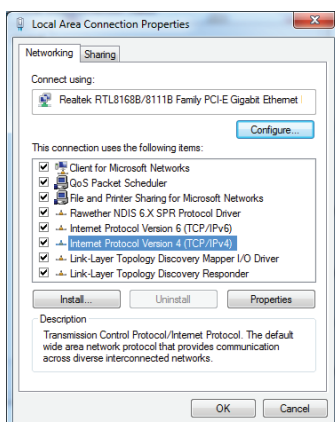 Local Area Connection Properties
Networking Sharing
Connect using:
Realtek RTL8168B/8111B Family PCI-E Gigabit Ethernet
Configure...
This connection uses the following items:
Client for Microsoft Networks
QoS Packet Scheduler
File and Printer Sharing for Microsoft Networks
Rawether NDIS 6.X SPR Protocol Driver
Internet Protocol Version 6 (TCP/IPv6)
Internet Protocol Version 4 (TCP/IPv4)
Link-Layer Topology Discovery Mapper I/O Driver
Link-Layer Topology Discovery Responder
Install... Uninstall Properties
Description
Transmission Control Protocol/Internet Protocol. The default
wide area network protocol that provides communication
across diverse interconnected networks.
OK Cancel